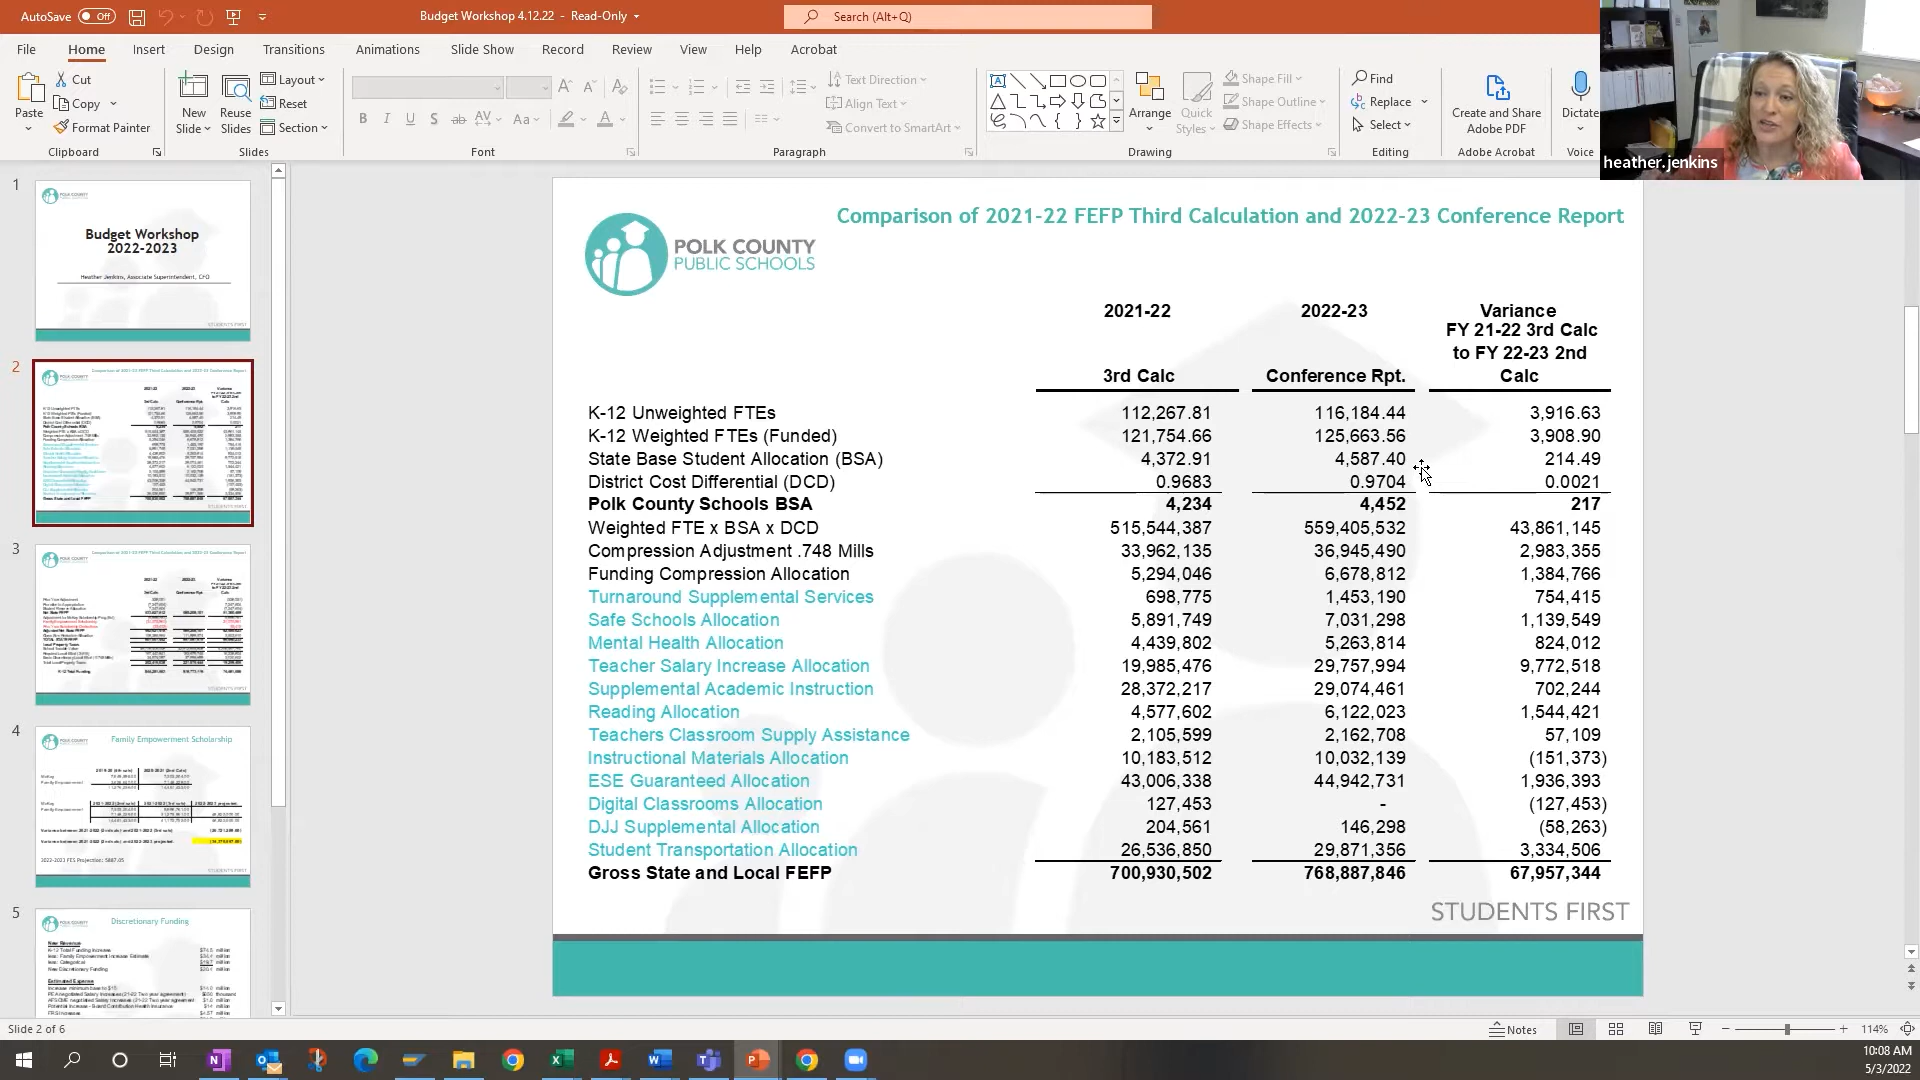 AutoSave Off Budget Workshop 4.12.22 - Read-Only Search (Alt+Q)
File Home Insert Design Transitions Animations Slide Show Record Review View Help Acrobat
Paste Cut Copy Format Painter
Clipboard
New Slide Reuse Slides Layout Reset Section
Slides
B I U S ab AV Aa A
Font
Text Direction Align Text Convert to SmartArt
Paragraph
Arrange Quick Styles Shape Fill Shape Outline Shape Effects
Drawing
Find Replace Select
Editing
Create and Share Adobe PDF
Adobe Acrobat
Dictate
Voice
heather.jenkins
1
POLK COUNTY
Budget Workshop
2022-2023
Heather Jenkins, Associate Superintendent, CFO
STUDENTS FIRST
2
3
4
Family Empowerment Scholarship
5
Discretionary Funding
Comparison of 2021-22 FEFP Third Calculation and 2022-23 Conference Report
POLK COUNTY
PUBLIC SCHOOLS
2021-22 2022-23 Variance
FY 21-22 3rd Calc
to FY 22-23 2nd
3rd Calc Conference Rpt. Calc
K-12 Unweighted FTEs 112,267.81 116,184.44 3,916.63
K-12 Weighted FTEs (Funded) 121,754.66 125,663.56 3,908.90
State Base Student Allocation (BSA) 4,372.91 4,587.40 214.49
District Cost Differential (DCD) 0.9683 0.9704 0.0021
Polk County Schools BSA 4,234 4,452 217
Weighted FTE x BSA x DCD 515,544,387 559,405,532 43,861,145
Compression Adjustment .748 Mills 33,962,135 36,945,490 2,983,355
Funding Compression Allocation 5,294,046 6,678,812 1,384,766
Turnaround Supplemental Services 698,775 1,453,190 754,415
Safe Schools Allocation 5,891,749 7,031,298 1,139,549
Mental Health Allocation 4,439,802 5,263,814 824,012
Teacher Salary Increase Allocation 19,985,476 29,757,994 9,772,518
Supplemental Academic Instruction 28,372,217 29,074,461 702,244
Reading Allocation 4,577,602 6,122,023 1,544,421
Teachers Classroom Supply Assistance 2,105,599 2,162,708 57,109
Instructional Materials Allocation 10,183,512 10,032,139 (151,373)
ESE Guaranteed Allocation 43,006,338 44,942,731 1,936,393
Digital Classrooms Allocation 127,453 - (127,453)
DJJ Supplemental Allocation 204,561 146,298 (58,263)
Student Transportation Allocation 26,536,850 29,871,356 3,334,506
Gross State and Local FEFP 700,930,502 768,887,846 67,957,344
STUDENTS FIRST
Slide 2 of 6 Notes 114%
10:08 AM
5/3/2022